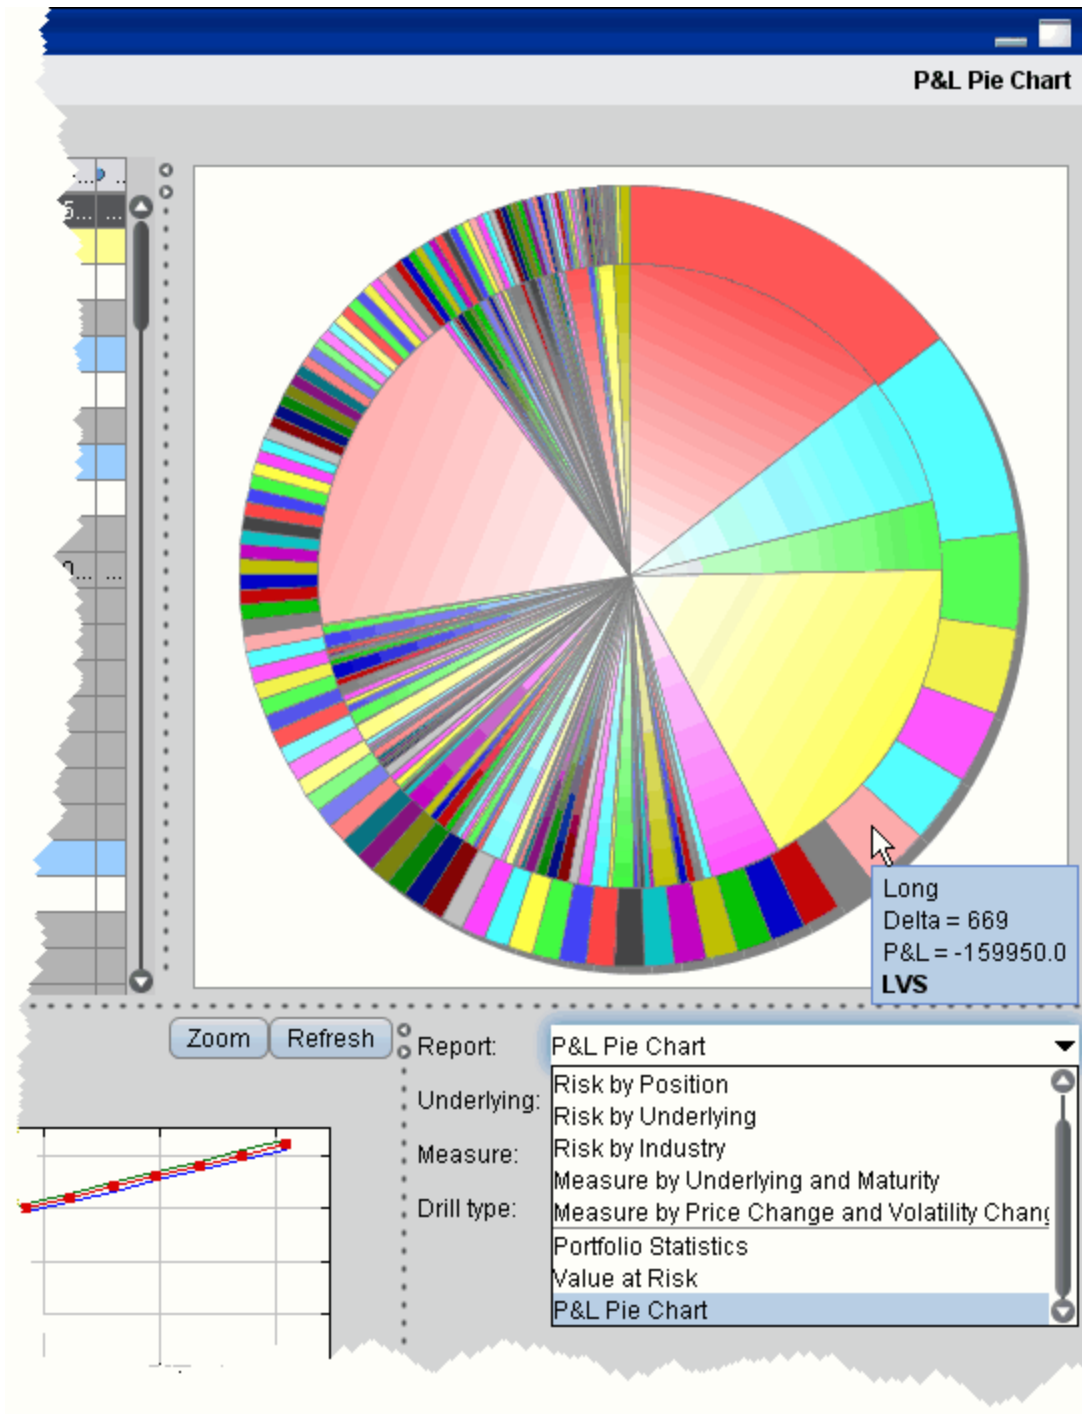 P&L Pie Chart
Long
Delta = 669
P&L = -159950.0
LVS
Zoom
Refresh
Report:
P&L Pie Chart
Underlying:
Measure:
Drill type:
Risk by Position
Risk by Underlying
Risk by Industry
Measure by Underlying and Maturity
Measure by Price Change and Volatility Chang
Portfolio Statistics
Value at Risk
P&L Pie Chart